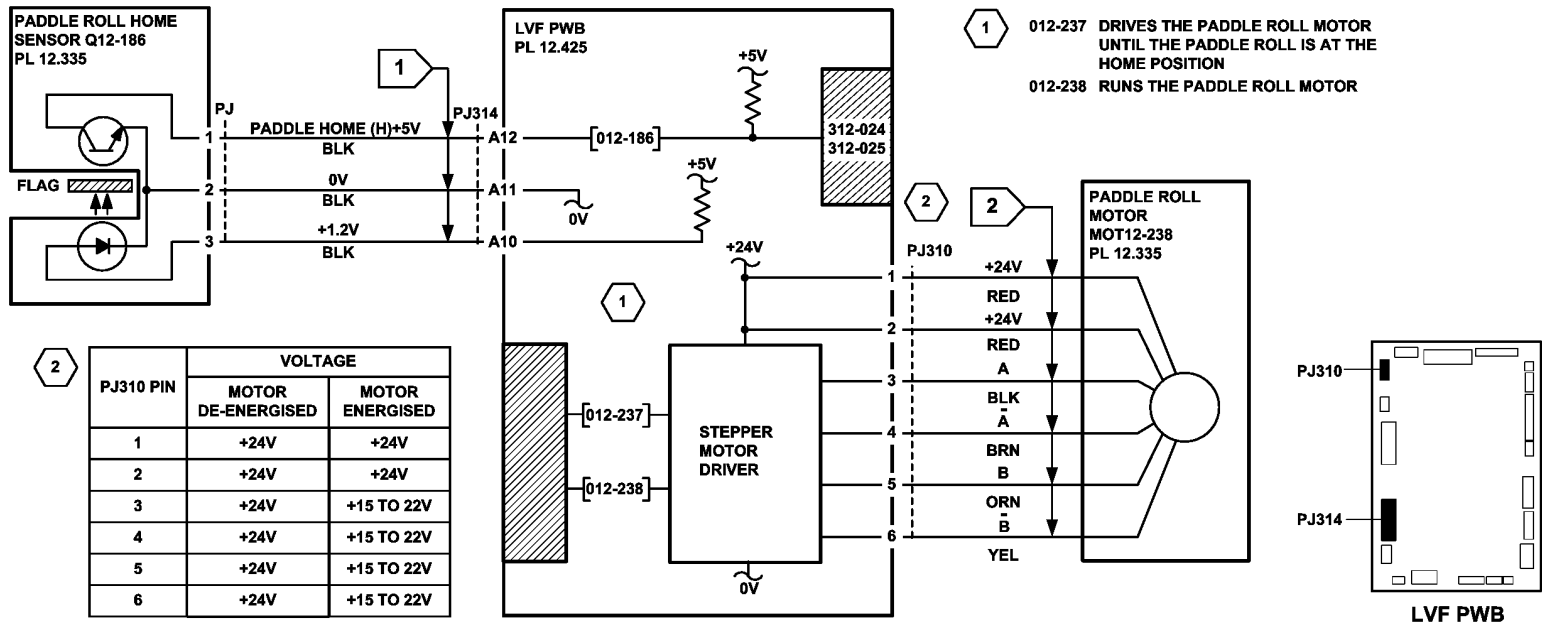 PADDLE ROLL HOME
SENSOR Q12-186
PL 12.335
FLAG
PJ
1
2
3
PADDLE HOME (H)+5V
BLK
0V
BLK
+1.2V
BLK
1
PJ314
A12
A11
A10
LVF PWB
PL 12.425
[012-186]
+5V
0V
+5V
312-024
312-025
1
012-237 DRIVES THE PADDLE ROLL MOTOR
UNTIL THE PADDLE ROLL IS AT THE
HOME POSITION
012-238 RUNS THE PADDLE ROLL MOTOR
1
+24V
[012-237]
[012-238]
STEPPER
MOTOR
DRIVER
0V
2
2
PJ310
1
2
3
4
5
6
+24V
RED
+24V
RED
A
BLK
A̅
BRN
B
ORN
B̅
YEL
PADDLE ROLL
MOTOR
MOT12-238
PL 12.335
2
PJ310 PIN VOLTAGE
MOTOR DE-ENERGISED MOTOR ENERGISED
1 +24V +24V
2 +24V +24V
3 +24V +15 TO 22V
4 +24V +15 TO 22V
5 +24V +15 TO 22V
6 +24V +15 TO 22V
PJ310
PJ314
LVF PWB